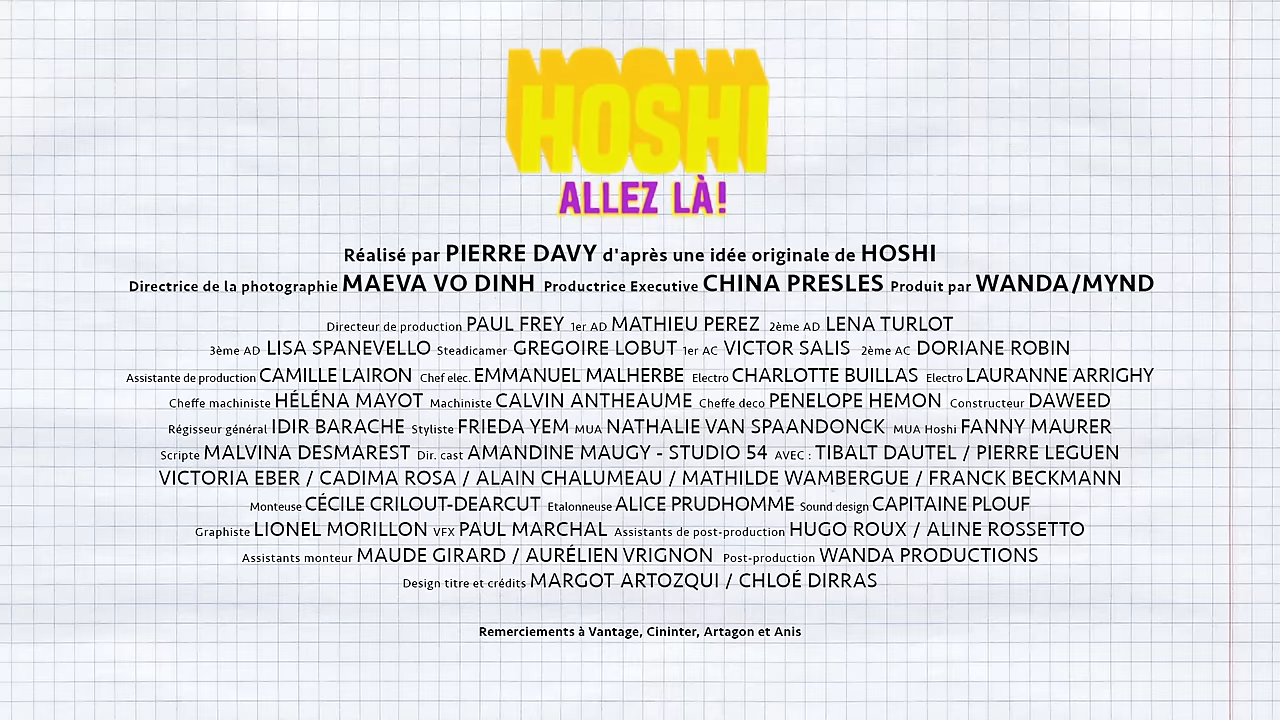 HOSHI
ALLEZ LÀ!
Réalisé par PIERRE DAVY d'après une idée originale de HOSHI
Directrice de la photographie MAEVA VO DINH Productrice Executive CHINA PRESLES Produit par WANDA/MYND
Directeur de production PAUL FREY 1er AD MATHIEU PEREZ 2ème AD LENA TURLOT
3ème AD LISA SPANEVELLO Steadicamer GREGOIRE LOBUT 1er AC VICTOR SALIS 2ème AC DORIANE ROBIN
Assistante de production CAMILLE LAIRON Chef elec. EMMANUEL MALHERBE Electro CHARLOTTE BUILLAS Electro LAURANNE ARRIGHY
Cheffe machiniste HÉLÉNA MAYOT Machiniste CALVIN ANTHEAUME Cheffe deco PENELOPE HEMON Constructeur DAWEED
Régisseur général IDIR BARACHE Styliste FRIEDA YEM MUA NATHALIE VAN SPAANDONCK MUA Hoshi FANNY MAURER
Scripte MALVINA DESMAREST Dir. cast AMANDINE MAUGY - STUDIO 54 AVEC : TIBALT DAUTEL / PIERRE LEGUEN
VICTORIA EBER / CADIMA ROSA / ALAIN CHALUMEAU / MATHILDE WAMBERGUE / FRANCK BECKMANN
Monteuse CÉCILE CRILOUT-DEARCUT Etalonneuse ALICE PRUDHOMME Sound design CAPITAINE PLOUF
Graphiste LIONEL MORILLON VFX PAUL MARCHAL Assistants de post-production HUGO ROUX / ALINE ROSSETTO
Assistants monteur MAUDE GIRARD / AURÉLIEN VRIGNON Post-production WANDA PRODUCTIONS
Design titre et crédits MARGOT ARTOZQUI / CHLOÉ DIRRAS
Remerciements à Vantage, Cininter, Artagon et Anis